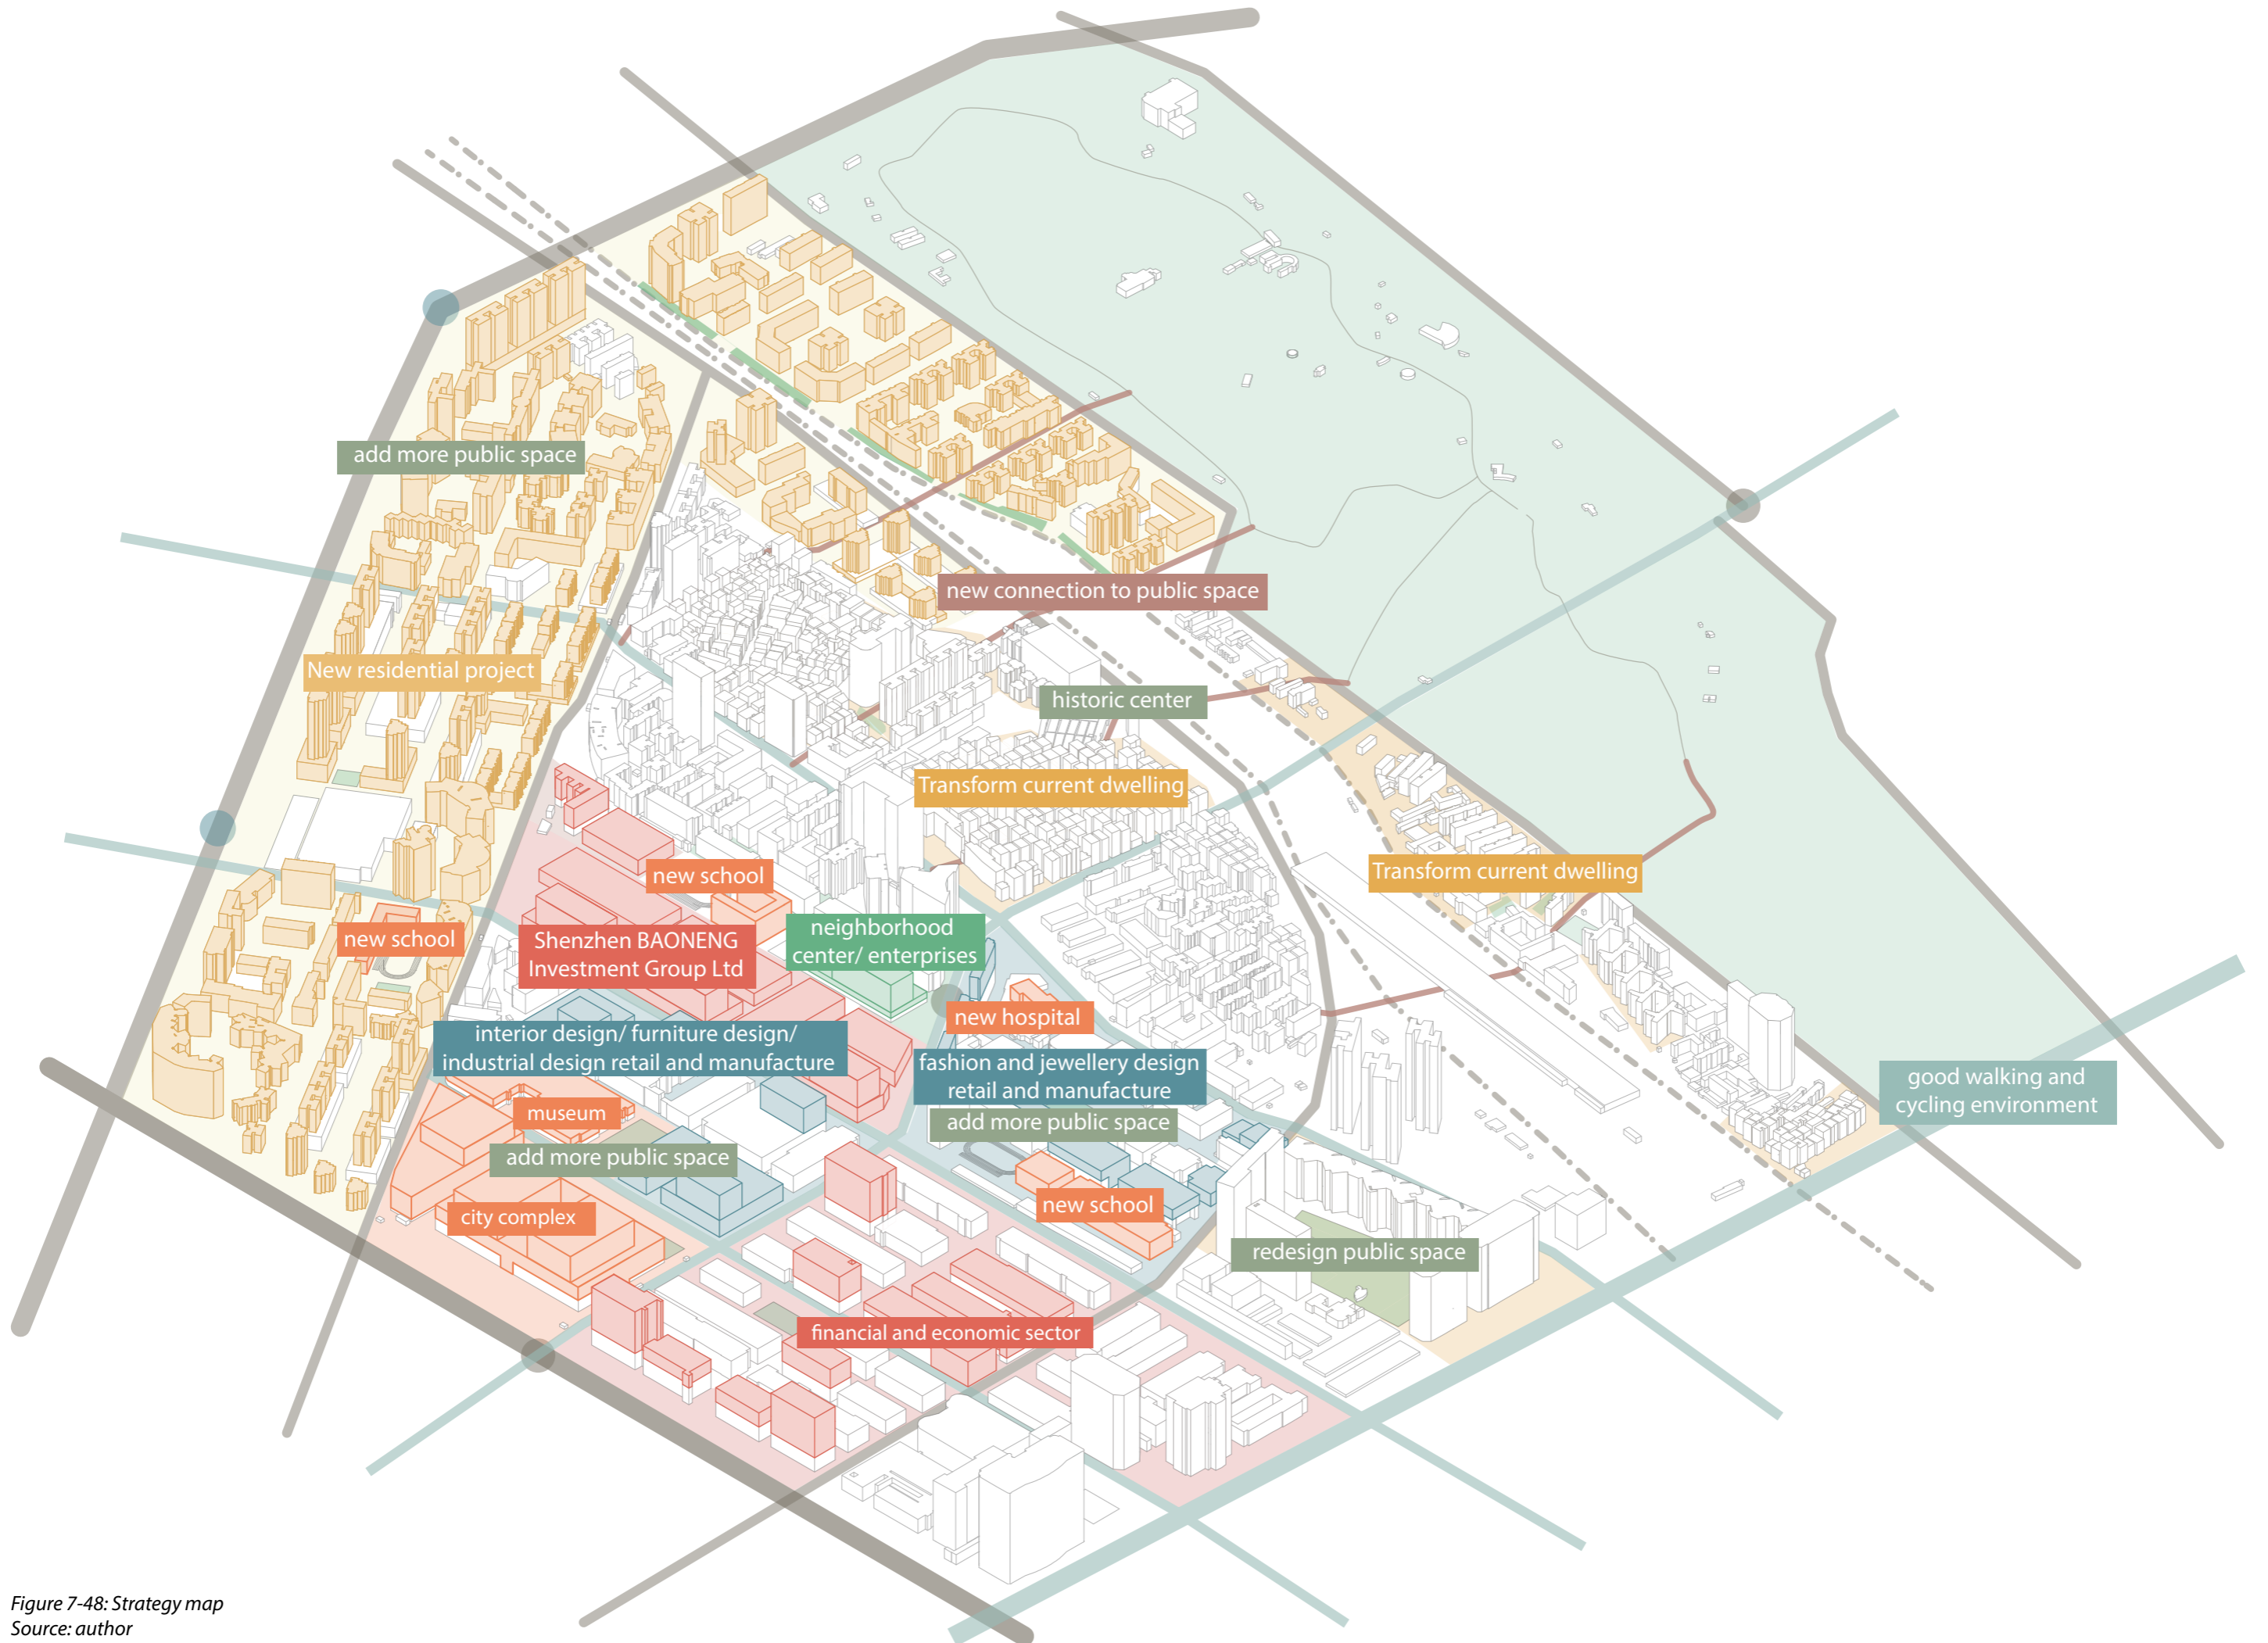 add more public space
new connection to public space
New residential project
historic center
Transform current dwelling
Transform current dwelling
new school
neighborhood
center/ enterprises
new school
Shenzhen BAONENG
Investment Group Ltd
new hospital
interior design/ furniture design/
industrial design retail and manufacture
fashion and jewellery design
retail and manufacture
good walking and
cycling environment
museum
add more public space
add more public space
new school
city complex
redesign public space
financial and economic sector
Figure 7-48: Strategy map
Source: author